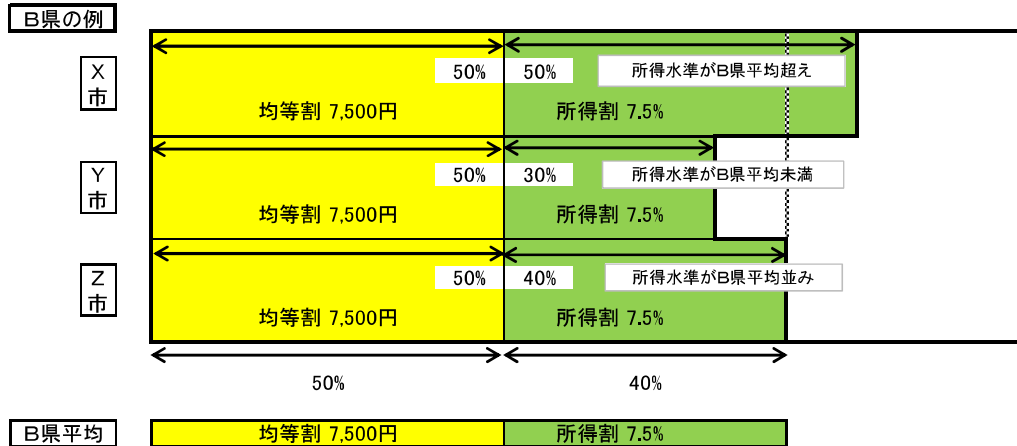 B県の例
X市
50% 50% 所得水準がB県平均超え
均等割 7,500円 所得割 7.5%
Y市
50% 30% 所得水準がB県平均未満
均等割 7,500円 所得割 7.5%
Z市
50% 40% 所得水準がB県平均並み
均等割 7,500円 所得割 7.5%
50% 40%
B県平均 均等割 7,500円 所得割 7.5%